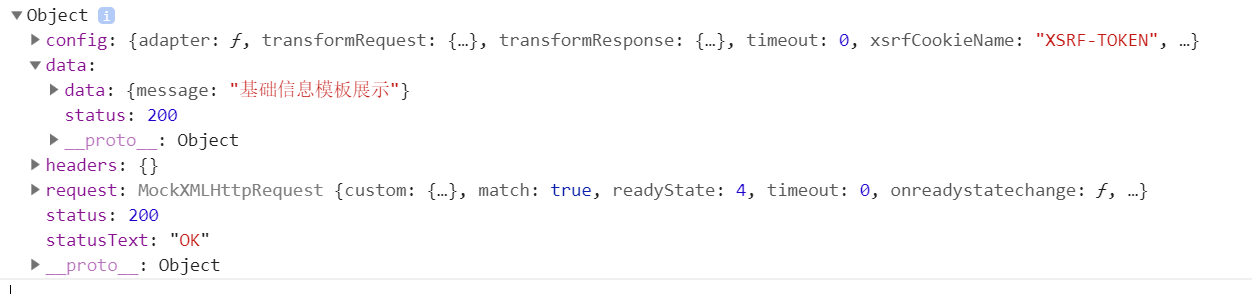 ▼Object i
▶config: {adapter: ƒ, transformRequest: {…}, transformResponse: {…}, timeout: 0, xsrfCookieName: "XSRF-TOKEN", …}
▼data:
▶data: {message: "基础信息模板展示"}
status: 200
▶__proto__: Object
▶headers: {}
▶request: MockXMLHttpRequest {custom: {…}, match: true, readyState: 4, timeout: 0, onreadystatechange: ƒ, …}
status: 200
statusText: "OK"
▶__proto__: Object